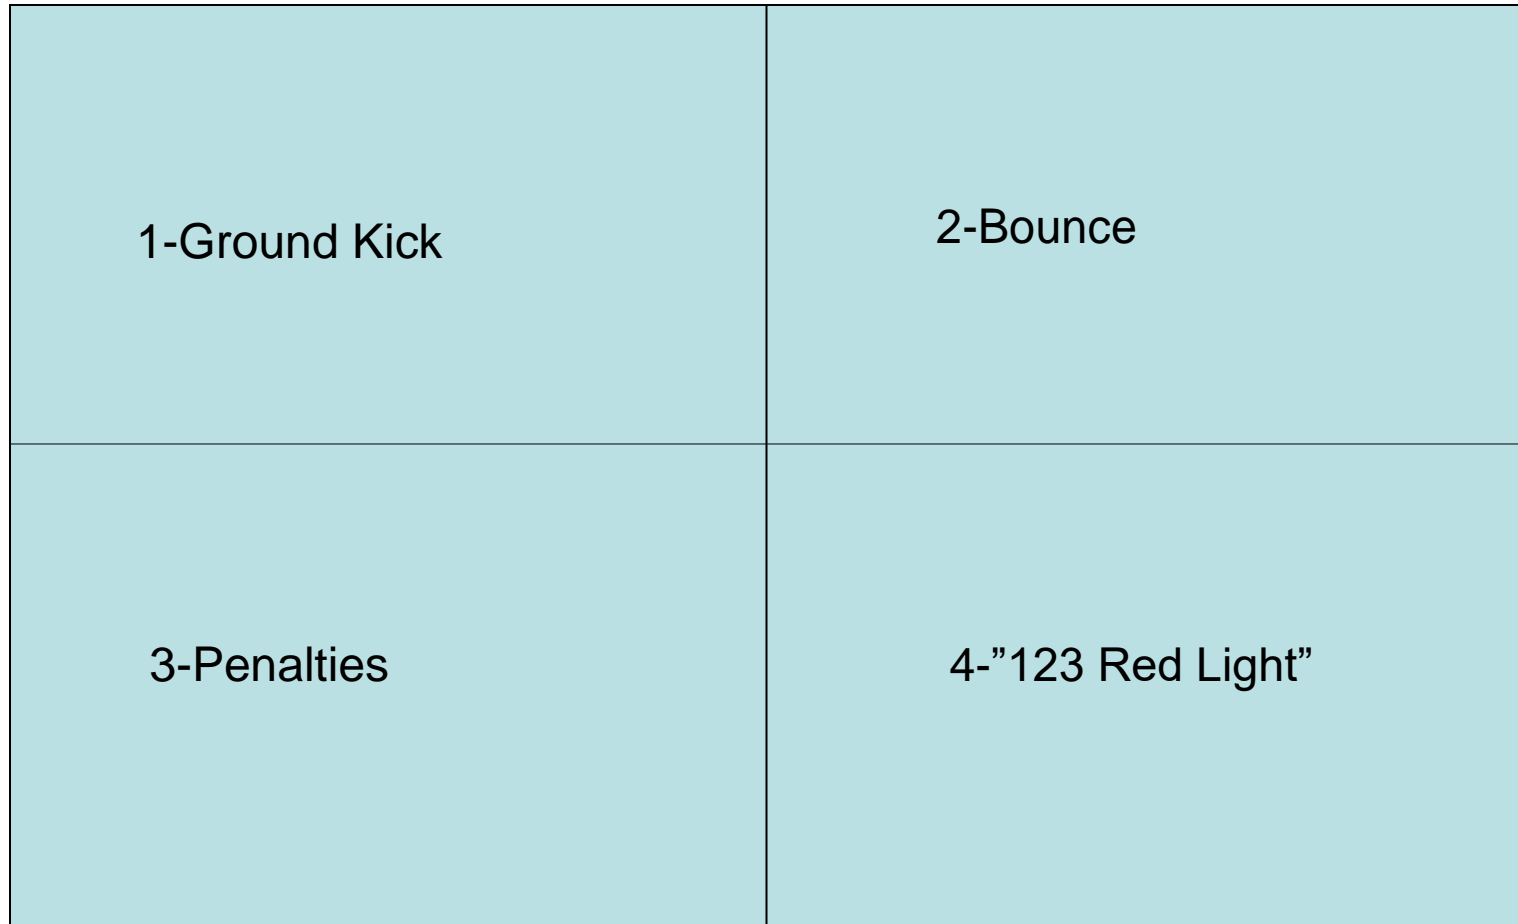 1-Ground Kick
2-Bounce
3-Penalties
4-”123 Red Light”